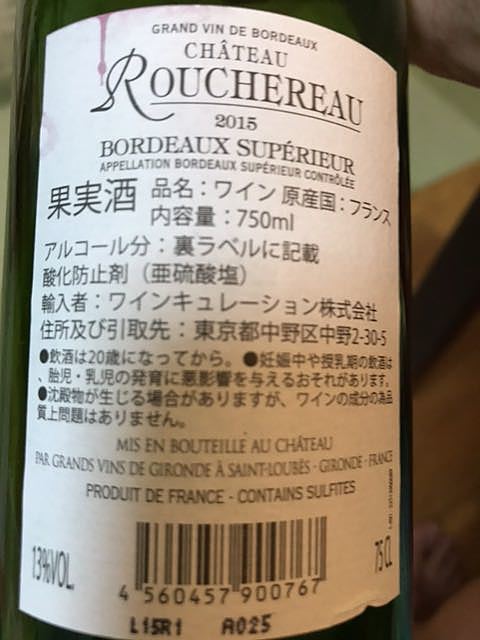 GRAND VIN DE BORDEAUX
CHÂTEAU
ROUCHEREAU
2015
BORDEAUX SUPÉRIEUR
APPELLATION BORDEAUX SUPÉRIEUR CONTRÔLÉE
果実酒 品名：ワイン 原産国：フランス
内容量：750ml
アルコール分：裏ラベルに記載
酸化防止剤（亜硫酸塩）
輸入者：ワインキュレーション株式会社
住所及び引取先：東京都中野区中野2-30-5
●飲酒は20歳になってから。●妊娠中や授乳期の飲酒は
、胎児・乳児の発育に悪影響を与えるおそれがあります。
●沈殿物が生じる場合がありますが、ワインの成分の為品
質上問題はありません。
MIS EN BOUTEILLE AU CHÂTEAU
PAR GRANDS VINS DE GIRONDE À SAINT-LOUBÈS - GIRONDE - FRANCE
PRODUIT DE FRANCE - CONTAINS SULFITES
13%VOL.
75 CL
4 560457 900767
L15R1 A025